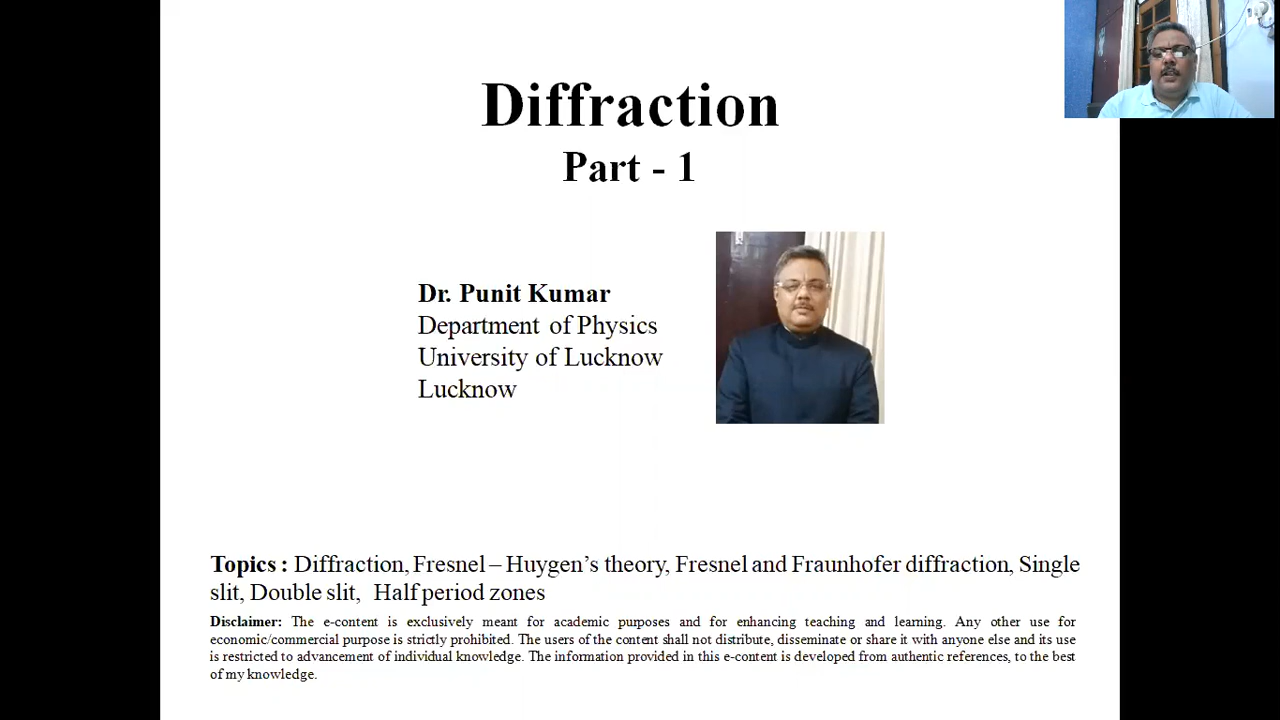 Diffraction
Part - 1
Dr. Punit Kumar
Department of Physics
University of Lucknow
Lucknow
Topics : Diffraction, Fresnel – Huygen’s theory, Fresnel and Fraunhofer diffraction, Single
slit, Double slit, Half period zones
Disclaimer: The e-content is exclusively meant for academic purposes and for enhancing teaching and learning. Any other use for
economic/commercial purpose is strictly prohibited. The users of the content shall not distribute, disseminate or share it with anyone else and its use
is restricted to advancement of individual knowledge. The information provided in this e-content is developed from authentic references, to the best
of my knowledge.